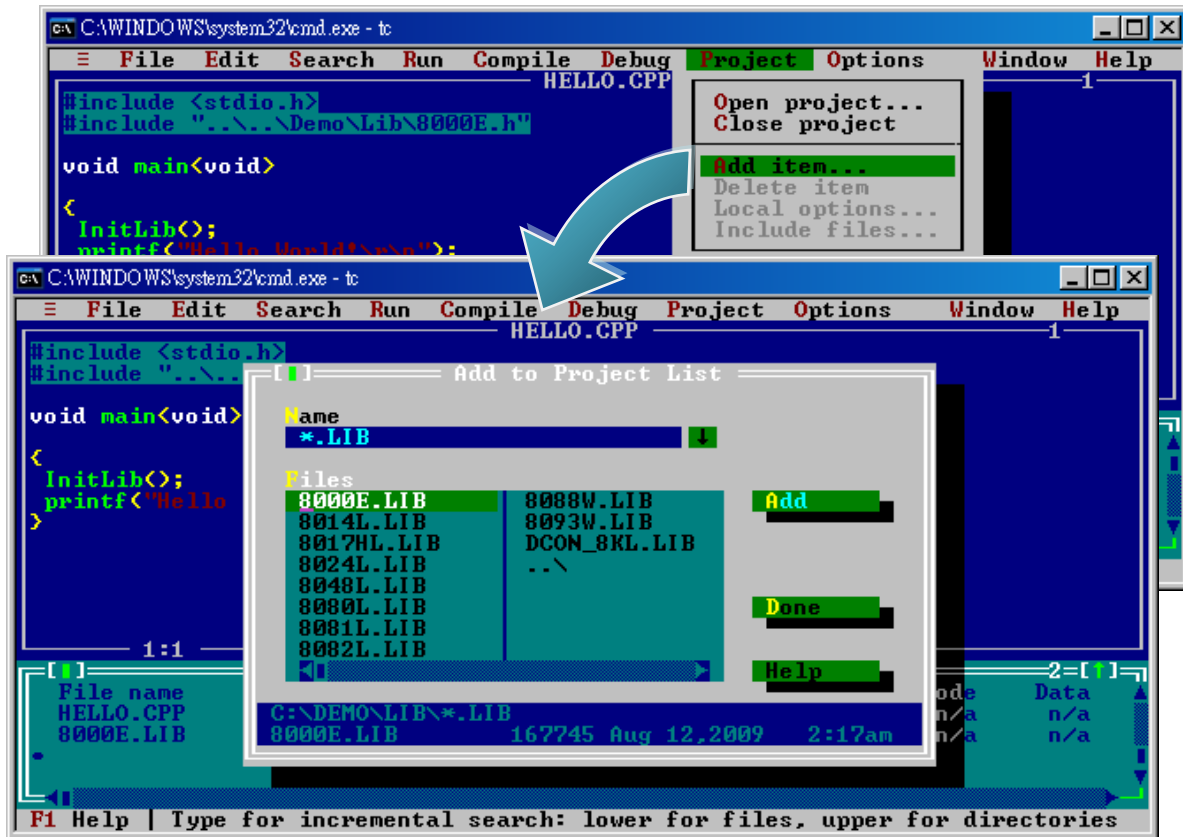 C:\WINDOWS\system32\cmd.exe - tc
≡ File Edit Search Run Compile Debug Project Options Window Help
HELLO.CPP 1
#include <stdio.h>
#include "..\..\Demo\Lib\8000E.h"
void main(void)
{
InitLib();
printf("Hello World!\r\n");
Open project...
Close project
Add item...
Delete item
Local options...
Include files...
C:\WINDOWS\system32\cmd.exe - tc
≡ File Edit Search Run Compile Debug Project Options Window Help
HELLO.CPP 1
#include <stdio.h>
#include "..\..
void main(void)
{
InitLib();
printf("Hello
}
1:1
[▮] Add to Project List
Name
*.LIB ↓
Files
8000E.LIB 8088W.LIB
8014L.LIB 8093W.LIB
8017HL.LIB DCON_8KL.LIB
8024L.LIB ..\
8048L.LIB
8080L.LIB
8081L.LIB
8082L.LIB
Add
Done
Help
C:\DEMO\LIB\*.LIB
8000E.LIB 167745 Aug 12,2009 2:17am
[▮] 2=[↑]
File name ode Data
HELLO.CPP n/a n/a
8000E.LIB n/a n/a
F1 Help | Type for incremental search: lower for files, upper for directories